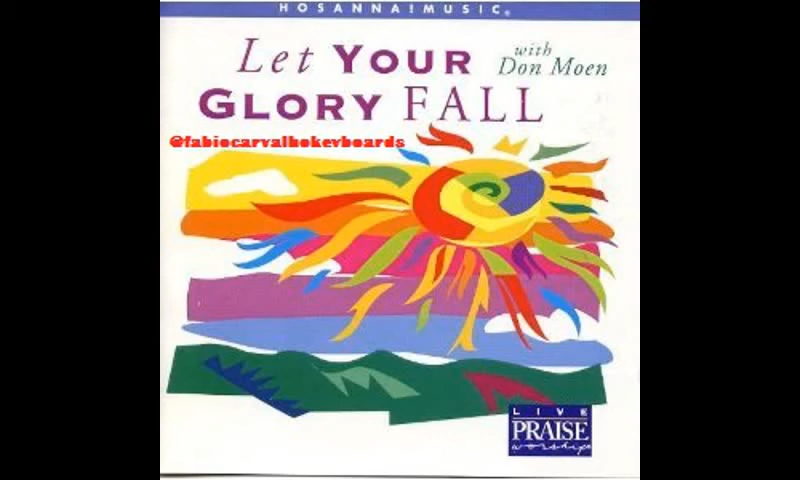 HOSANNA! MUSIC®
Let YOUR
with
Don Moen
GLORY FALL
@fabiocarvalhokeyboards
LIVE
PRAISE
worship